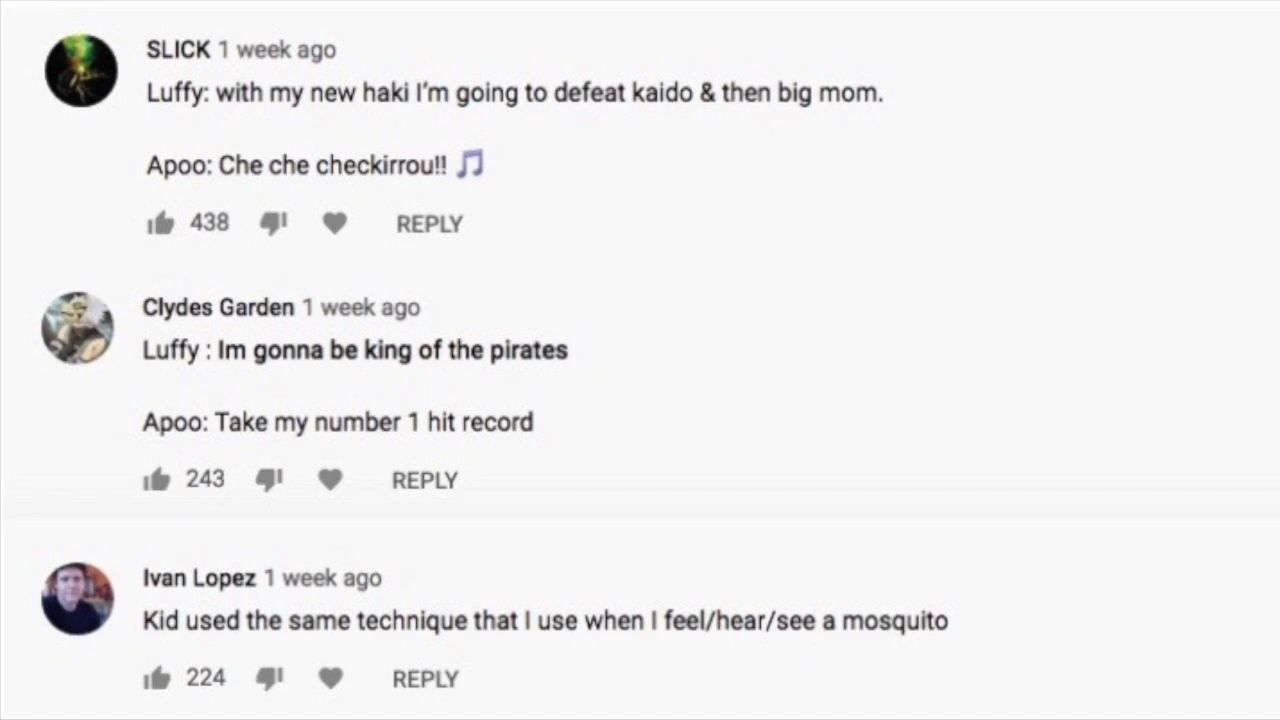 SLICK 1 week ago
Luffy: with my new haki I'm going to defeat kaido & then big mom.
Apoo: Che che checkirrou!! 🎵
438 REPLY
Clydes Garden 1 week ago
Luffy : Im gonna be king of the pirates
Apoo: Take my number 1 hit record
243 REPLY
Ivan Lopez 1 week ago
Kid used the same technique that I use when I feel/hear/see a mosquito
224 REPLY